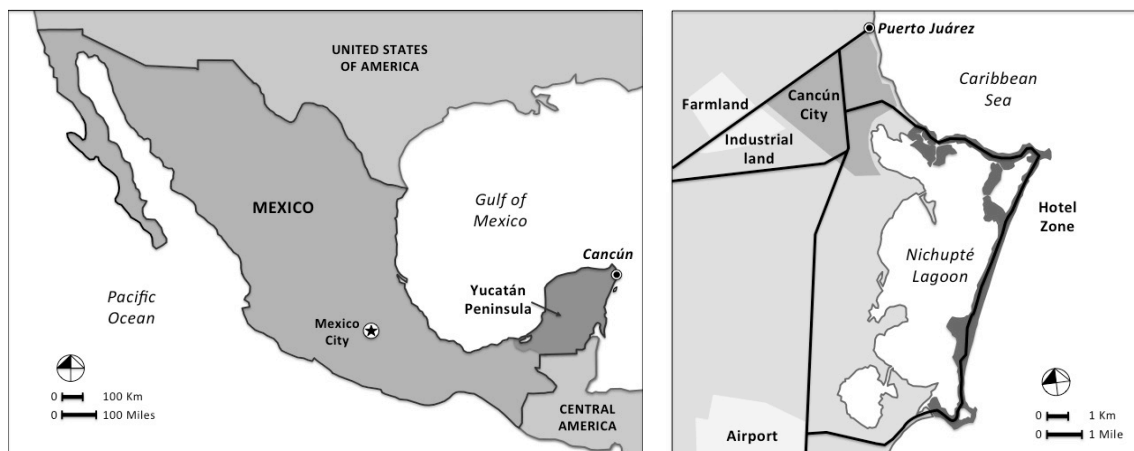 UNITED STATES
OF AMERICA
MEXICO
Gulf of
Mexico
Cancún
Yucatán
Peninsula
Pacific
Ocean
Mexico
City
0 100 Km
0 100 Miles
CENTRAL
AMERICA
Puerto Juárez
Caribbean
Sea
Farmland
Cancún
City
Industrial
land
Hotel
Zone
Nichupté
Lagoon
Airport
0 1 Km
0 1 Mile